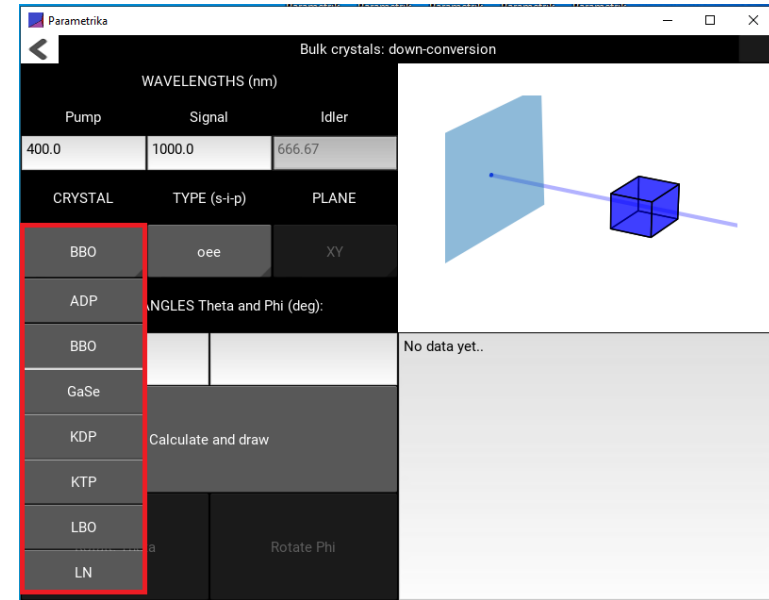 Parametrika
Bulk crystals: down-conversion
WAVELENGTHS (nm)
Pump Signal Idler
400.0 1000.0 666.67
CRYSTAL TYPE (s-i-p) PLANE
BBO oee XY
ADP
ANGLES Theta and Phi (deg):
BBO
No data yet..
GaSe
KDP
Calculate and draw
KTP
LBO
Rotate Phi
LN